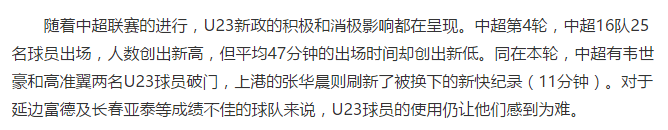 随着中超联赛的进行，U23新政的积极和消极影响都在呈现。中超第4轮，中超16队25
名球员出场，人数创出新高，但平均47分钟的出场时间却创出新低。同在本轮，中超有韦世
豪和高准翼两名U23球员破门，上港的张华晨则刷新了被换下的新快纪录（11分钟）。对于
延边富德及长春亚泰等成绩不佳的球队来说，U23球员的使用仍让他们感到为难。